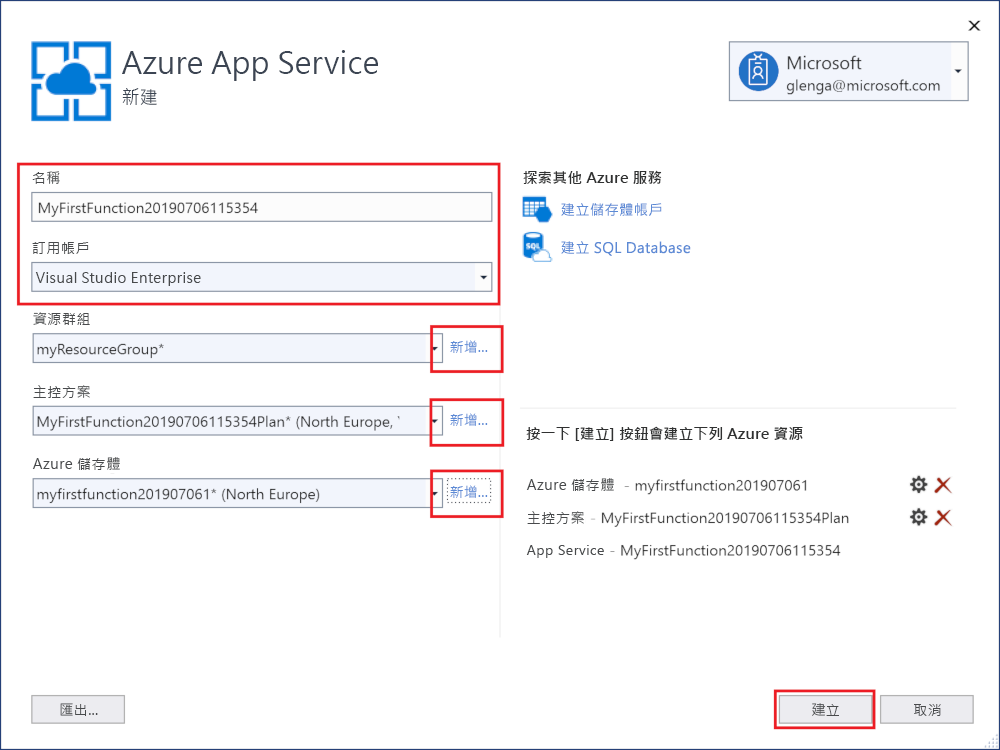 Azure App Service
新建
Microsoft
glenga@microsoft.com
名稱
MyFirstFunction20190706115354
訂用帳戶
Visual Studio Enterprise
資源群組
myResourceGroup*
新增...
主控方案
MyFirstFunction20190706115354Plan* (North Europe, 
新增...
Azure 儲存體
myfirstfunction201907061* (North Europe)
新增...
探索其他 Azure 服務
建立儲存體帳戶
SQL
建立 SQL Database
按一下 [建立] 按鈕會建立下列 Azure 資源
Azure 儲存體 - myfirstfunction201907061
主控方案 - MyFirstFunction20190706115354Plan
App Service - MyFirstFunction20190706115354
匯出...
建立
取消